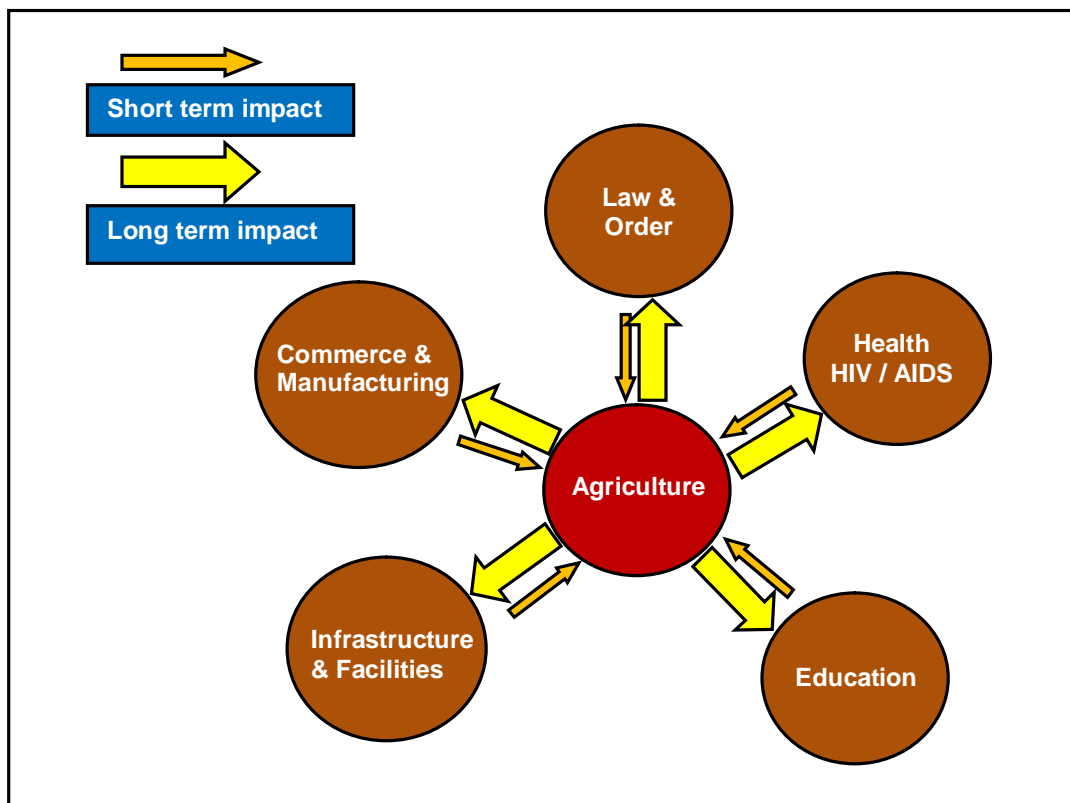 Short term impact
Long term impact
Law &
Order
Health
HIV / AIDS
Commerce &
Manufacturing
Agriculture
Infrastructure
& Facilities
Education